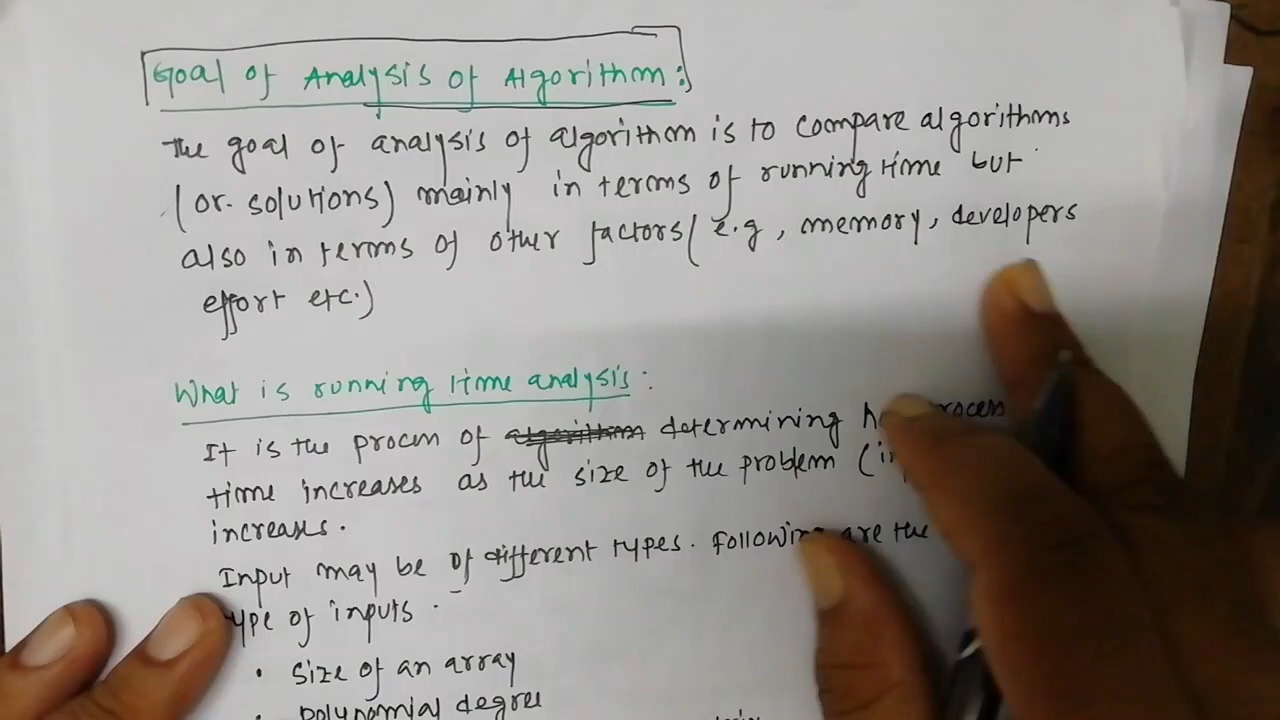 Goal of Analysis of Algorithm:
The goal of analysis of algorithm is to compare algorithms
(or solutions) mainly in terms of running time but
also in terms of other factors (e.g, memory, developers
effort etc.)
What is running time analysis:
It is the process of algorithm determining
time increases as the size of the problem
increases.
Input may be of different types. Following are the
type of inputs.
• Size of an array
• Polynomial degree